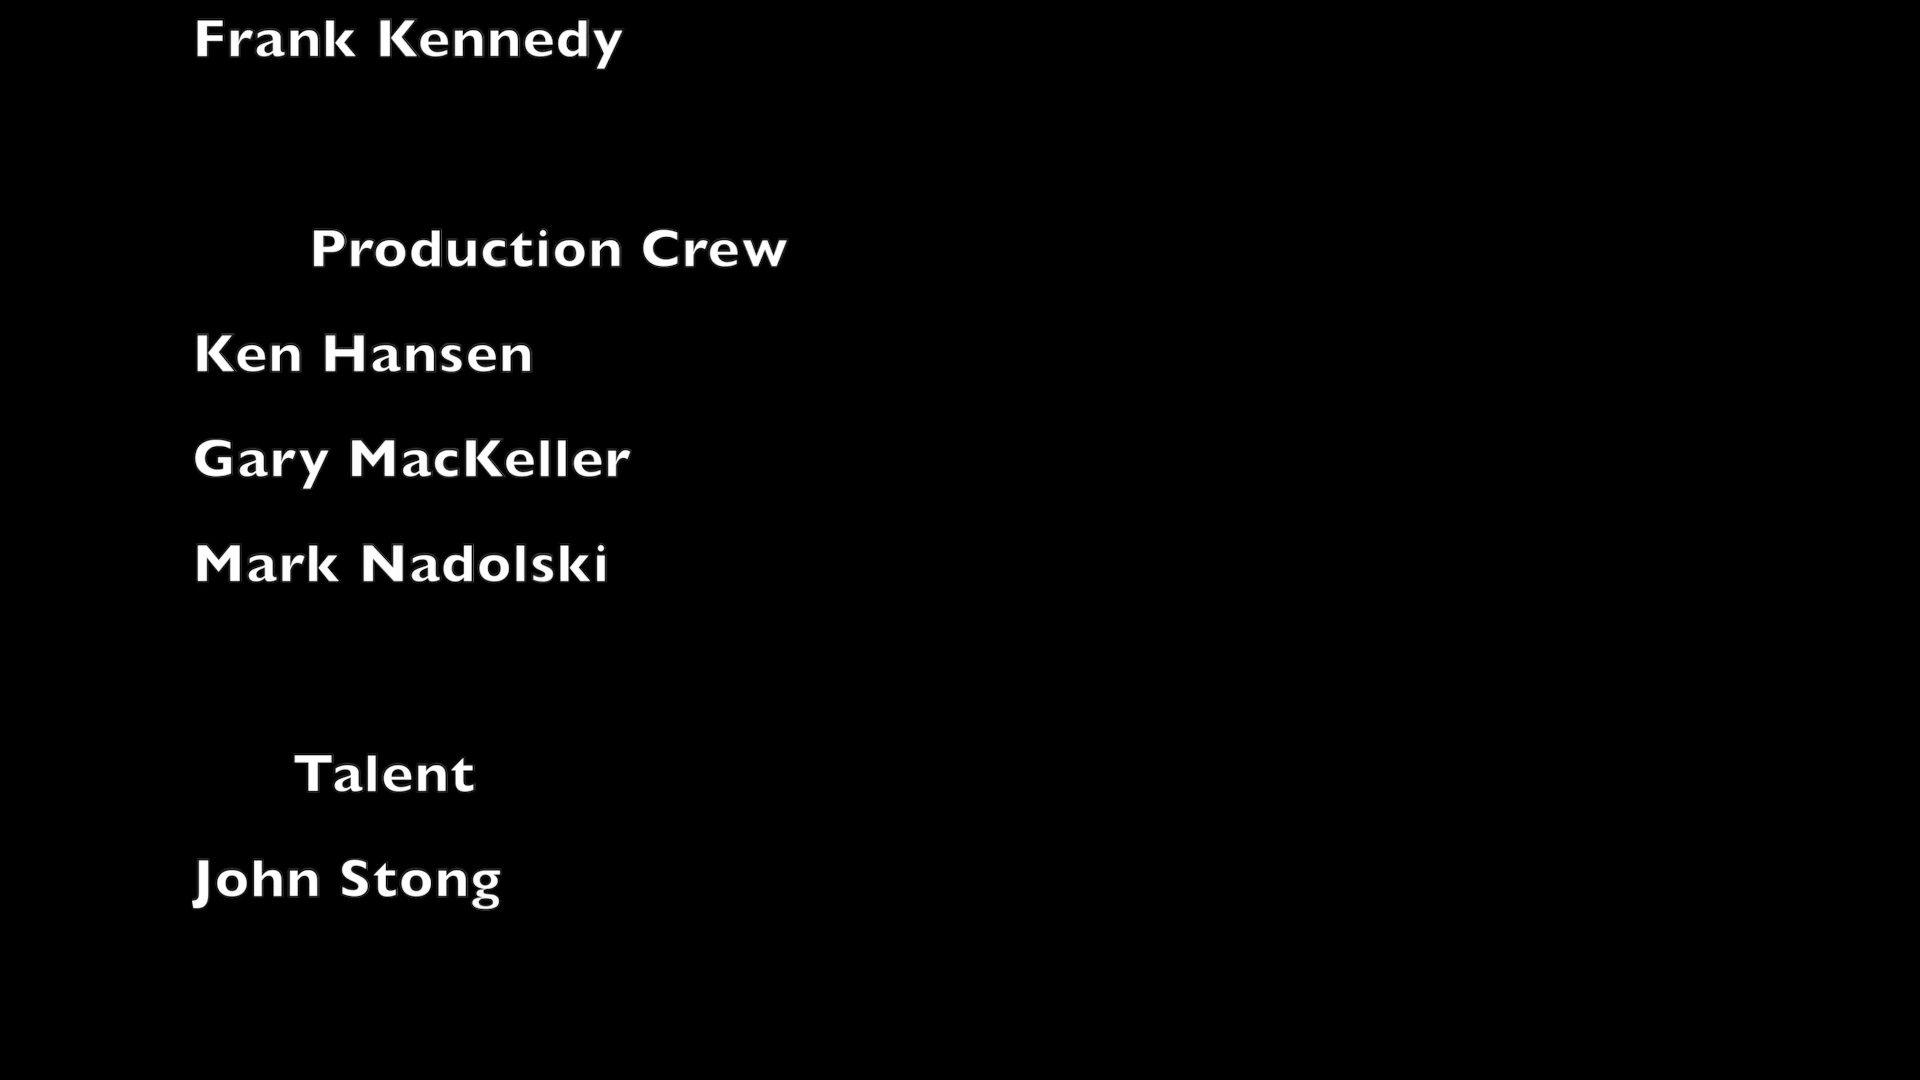 Frank Kennedy
Production Crew
Ken Hansen
Gary MacKeller
Mark Nadolski
Talent
John Stong